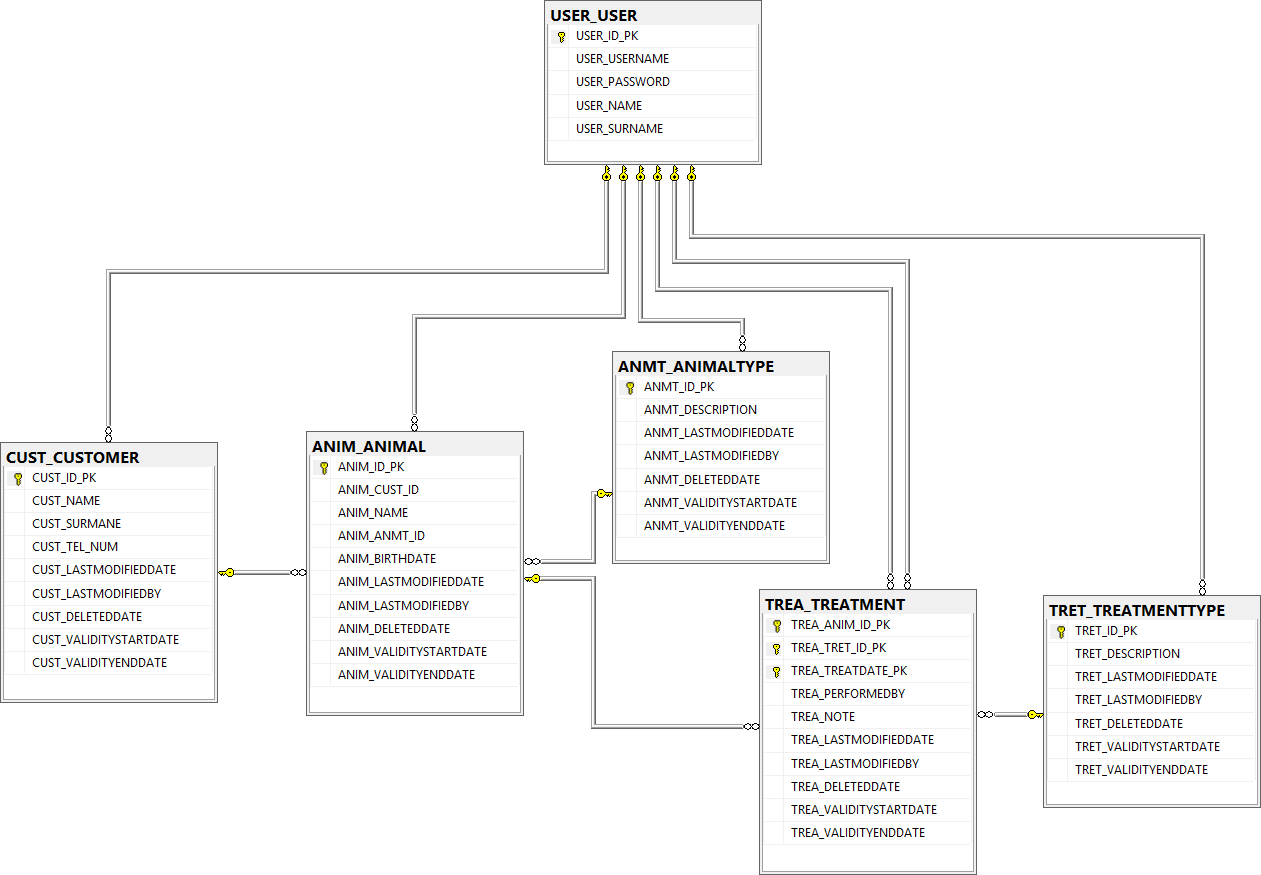 USER_USER
USER_ID_PK
USER_USERNAME
USER_PASSWORD
USER_NAME
USER_SURNAME
CUST_CUSTOMER
CUST_ID_PK
CUST_NAME
CUST_SURMANE
CUST_TEL_NUM
CUST_LASTMODIFIEDDATE
CUST_LASTMODIFIEDBY
CUST_DELETEDDATE
CUST_VALIDITYSTARTDATE
CUST_VALIDITYENDDATE
ANIM_ANIMAL
ANIM_ID_PK
ANIM_CUST_ID
ANIM_NAME
ANIM_ANMT_ID
ANIM_BIRTHDATE
ANIM_LASTMODIFIEDDATE
ANIM_LASTMODIFIEDBY
ANIM_DELETEDDATE
ANIM_VALIDITYSTARTDATE
ANIM_VALIDITYENDDATE
ANMT_ANIMALTYPE
ANMT_ID_PK
ANMT_DESCRIPTION
ANMT_LASTMODIFIEDDATE
ANMT_LASTMODIFIEDBY
ANMT_DELETEDDATE
ANMT_VALIDITYSTARTDATE
ANMT_VALIDITYENDDATE
TREA_TREATMENT
TREA_ANIM_ID_PK
TREA_TRET_ID_PK
TREA_TREATDATE_PK
TREA_PERFORMEDBY
TREA_NOTE
TREA_LASTMODIFIEDDATE
TREA_LASTMODIFIEDBY
TREA_DELETEDDATE
TREA_VALIDITYSTARTDATE
TREA_VALIDITYENDDATE
TRET_TREATMENTTYPE
TRET_ID_PK
TRET_DESCRIPTION
TRET_LASTMODIFIEDDATE
TRET_LASTMODIFIEDBY
TRET_DELETEDDATE
TRET_VALIDITYSTARTDATE
TRET_VALIDITYENDDATE